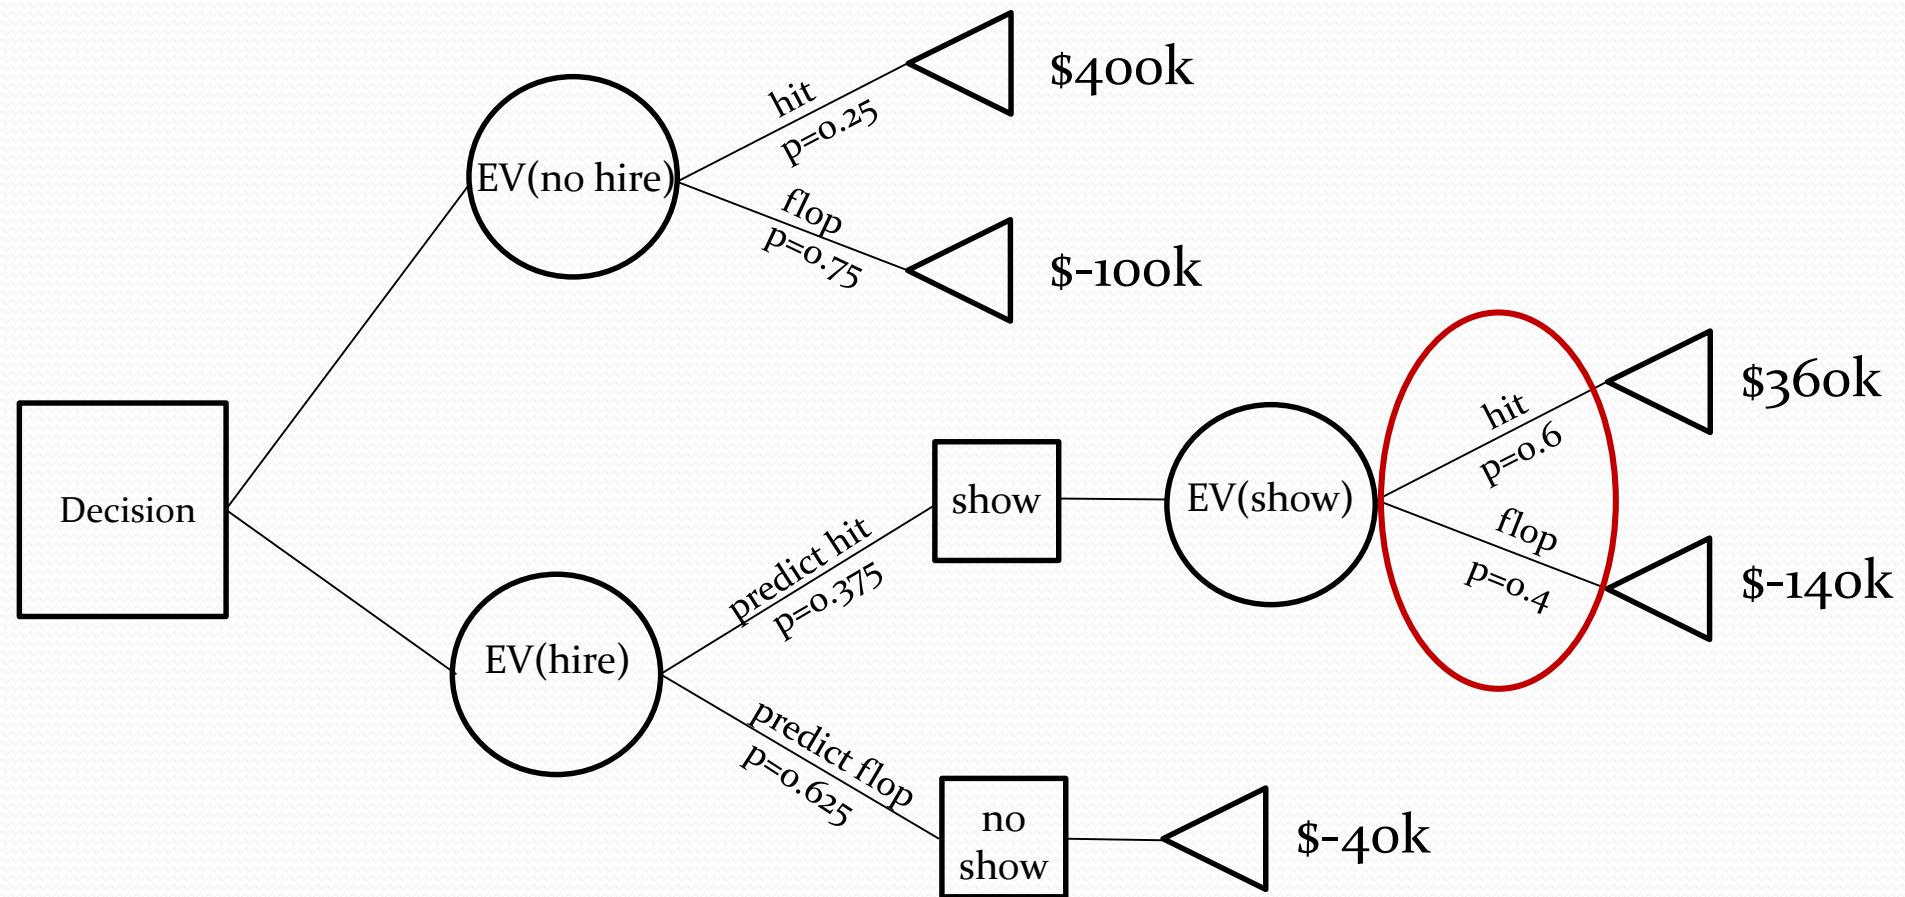 EV(no hire)
hit
p=0.25
$400k
flop
p=0.75
$-100k
Decision
EV(hire)
predict hit
p=0.375
show
EV(show)
hit
p=0.6
$360k
flop
p=0.4
$-140k
predict flop
p=0.625
no
show
$-40k